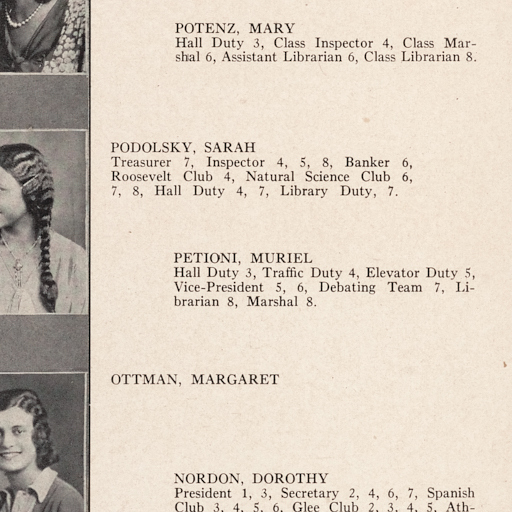 POTENZ, MARY
Hall Duty 3, Class Inspector 4, Class Mar-
shal 6, Assistant Librarian 6, Class Librarian 8.
PODOLSKY, SARAH
Treasurer 7, Inspector 4, 5, 8, Banker 6,
Roosevelt Club 4, Natural Science Club 6,
7, 8, Hall Duty 4, 7, Library Duty, 7.
PETIONI, MURIEL
Hall Duty 3, Traffic Duty 4, Elevator Duty 5,
Vice-President 5, 6, Debating Team 7, Li-
brarian 8, Marshal 8.
OTTMAN, MARGARET
NORDON, DOROTHY
President 1, 3, Secretary 2, 4, 6, 7, Spanish
Club 3, 4, 5, 6, Glee Club 2, 3, 4, 5, Ath-